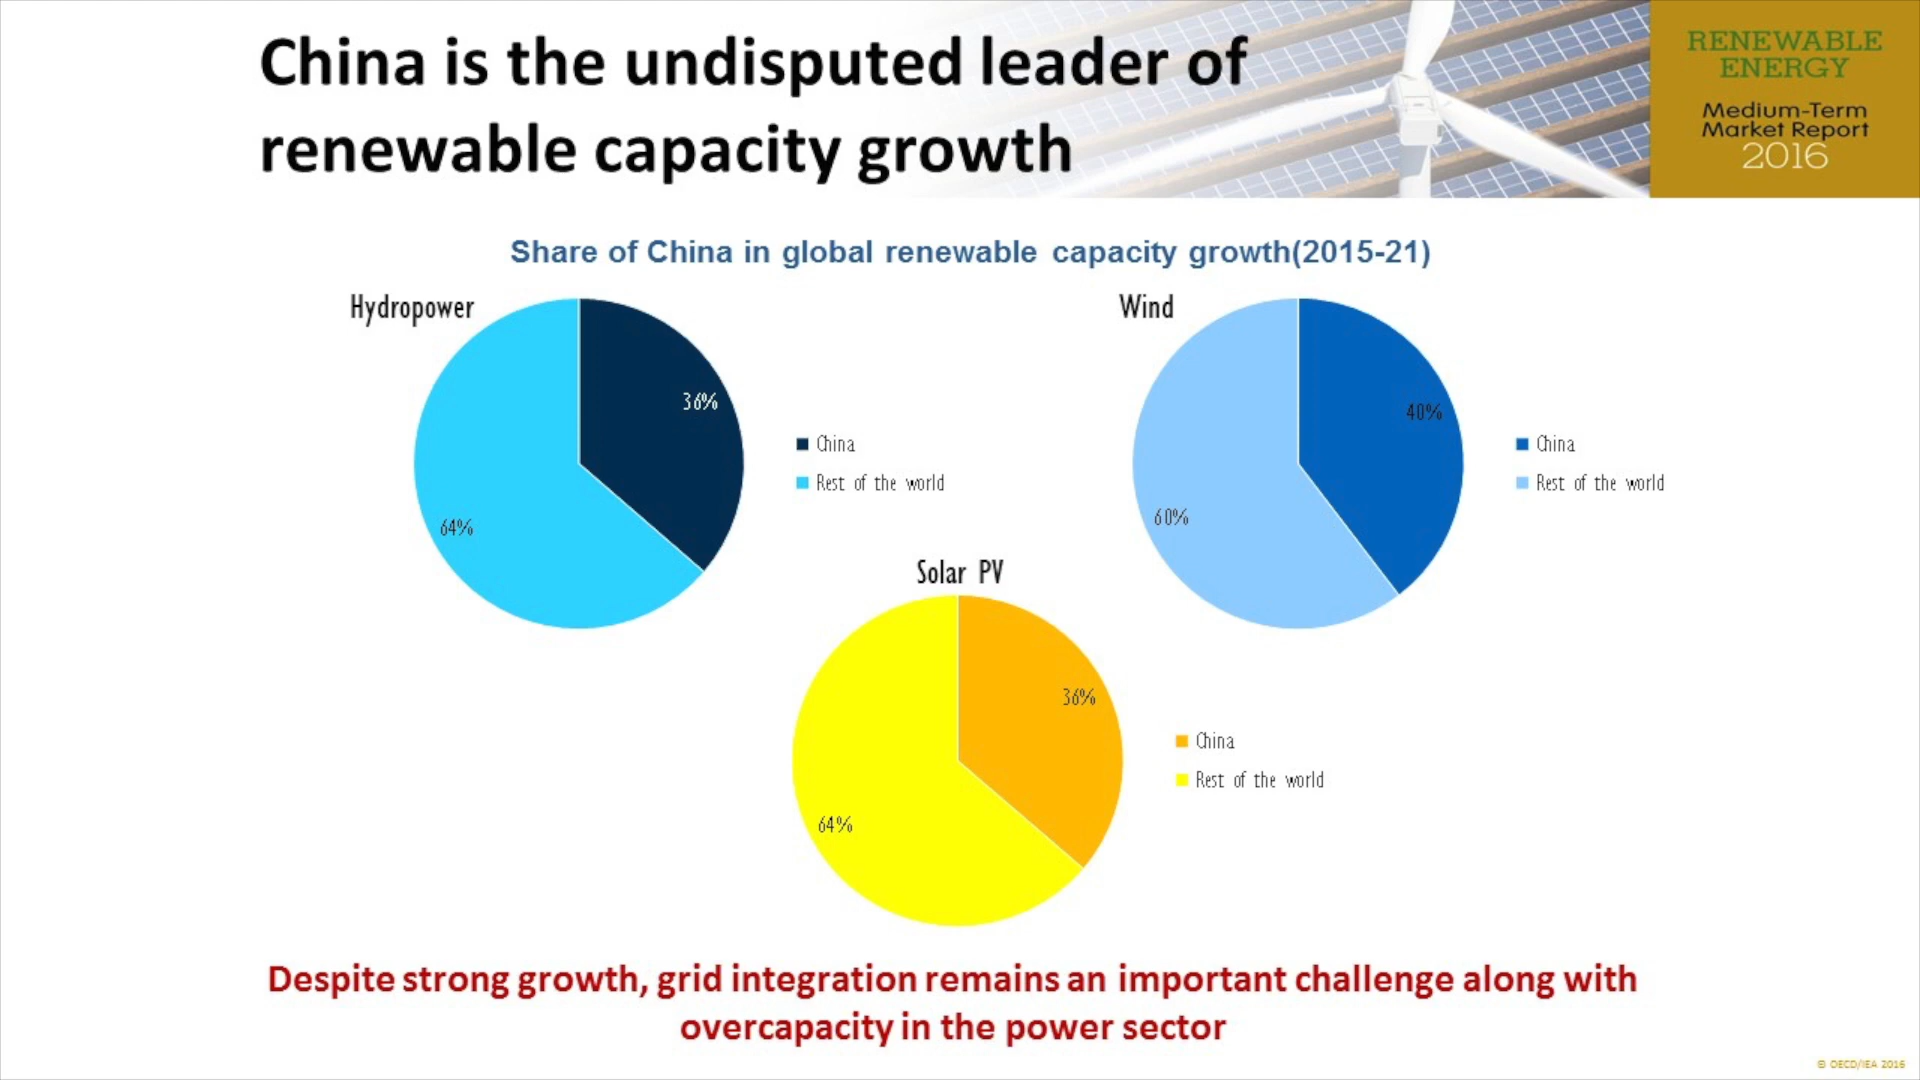 China is the undisputed leader of
renewable capacity growth
RENEWABLE
ENERGY
Medium-Term
Market Report
2016
Share of China in global renewable capacity growth(2015-21)
Hydropower
36%
64%
China
Rest of the world
Wind
40%
60%
China
Rest of the world
Solar PV
36%
64%
China
Rest of the world
Despite strong growth, grid integration remains an important challenge along with
overcapacity in the power sector
© OECD/IEA 2016